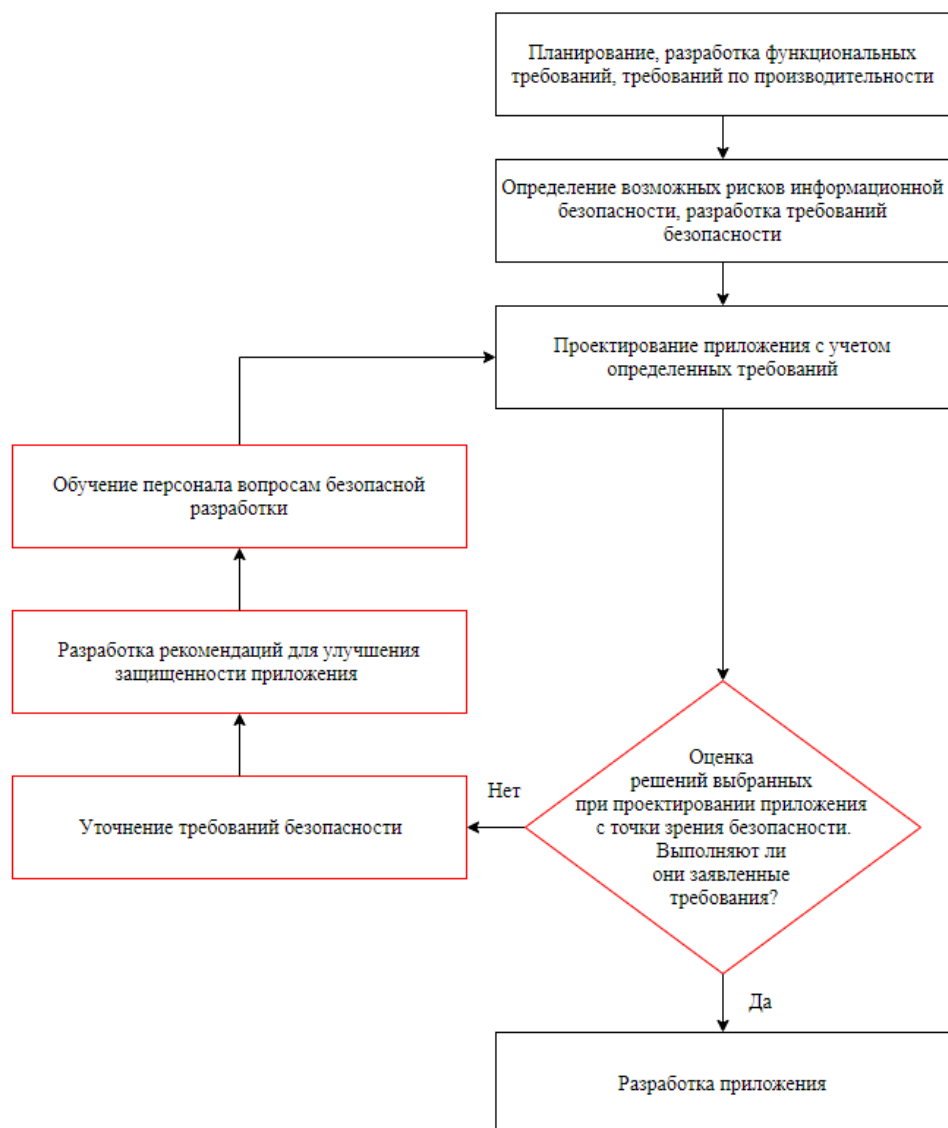 Планирование, разработка функциональных
требований, требований по производительности
Определение возможных рисков информационной
безопасности, разработка требований
безопасности
Проектирование приложения с учетом
определенных требований
Обучение персонала вопросам безопасной
разработки
Разработка рекомендаций для улучшения
защищенности приложения
Уточнение требований безопасности
Нет
Оценка
решений выбранных
при проектировании приложения
с точки зрения безопасности.
Выполняют ли
они заявленные
требования?
Да
Разработка приложения